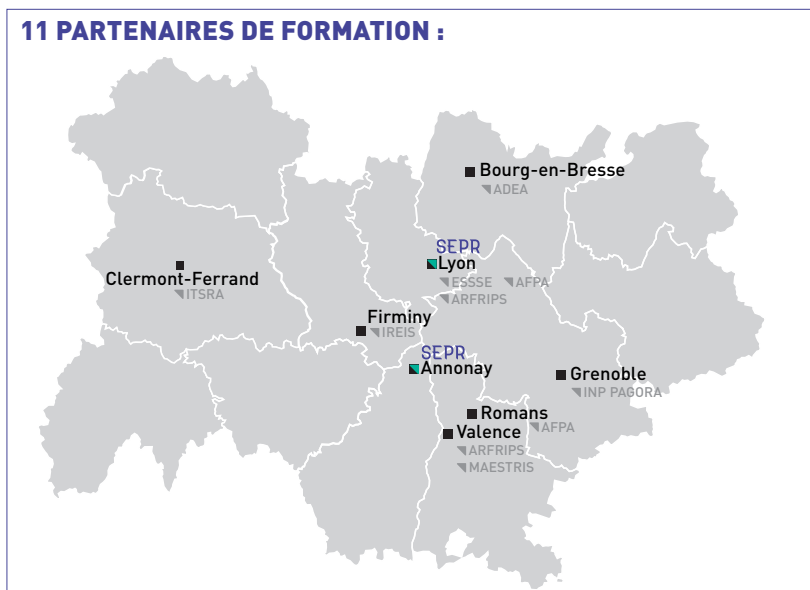 11 PARTENAIRES DE FORMATION :
Bourg-en-Bresse
ADEA
SEPR
Lyon
ESSSE AFPA
ARFRIPS
Clermont-Ferrand
ITSRA
Firminy
IREIS
SEPR
Annonay
Grenoble
INP PAGORA
Romans
AFPA
Valence
ARFRIPS
MAESTRIS